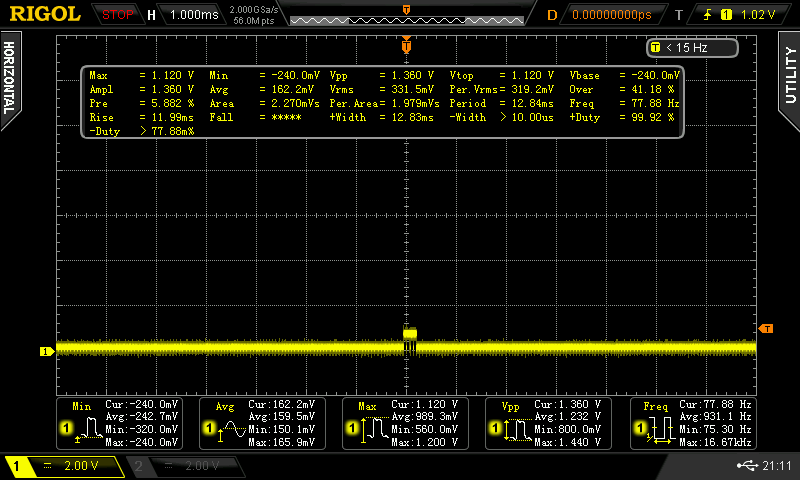 RIGOL STOP H 1.000ms 2.000GSa/s 56.0M pts T D 0.00000000ps T 1 1.02 V
HORIZONTAL
UTILITY
T < 15 Hz
Max = 1.120 V Min = -240.0mV Vpp = 1.360 V Vtop = 1.120 V Vbase = -240.0mV
Ampl = 1.360 V Avg = 162.2mV Vrms = 331.5mV Per.Vrms= 319.2mV Over = 41.18 %
Pre = 5.882 % Area = 2.270mVs Per.Area= 1.979mVs Period = 12.84ms Freq = 77.88 Hz
Rise = 11.99ms Fall = ***** +Width = 12.83ms -Width > 10.00us +Duty = 99.92 %
-Duty > 77.88m%
T
1
1 Min Cur:-240.0mV
Avg:-242.7mV
Min:-320.0mV
Max:-240.0mV
1 Avg Cur:162.2mV
Avg:159.5mV
Min:150.1mV
Max:165.9mV
1 Max Cur:1.120 V
Avg:989.3mV
Min:560.0mV
Max:1.200 V
1 Vpp Cur:1.360 V
Avg:1.232 V
Min:800.0mV
Max:1.440 V
1 Freq Cur:77.88 Hz
Avg:931.1 Hz
Min:75.30 Hz
Max:16.67kHz
1 2.00 V 2 2.00 V 21:11